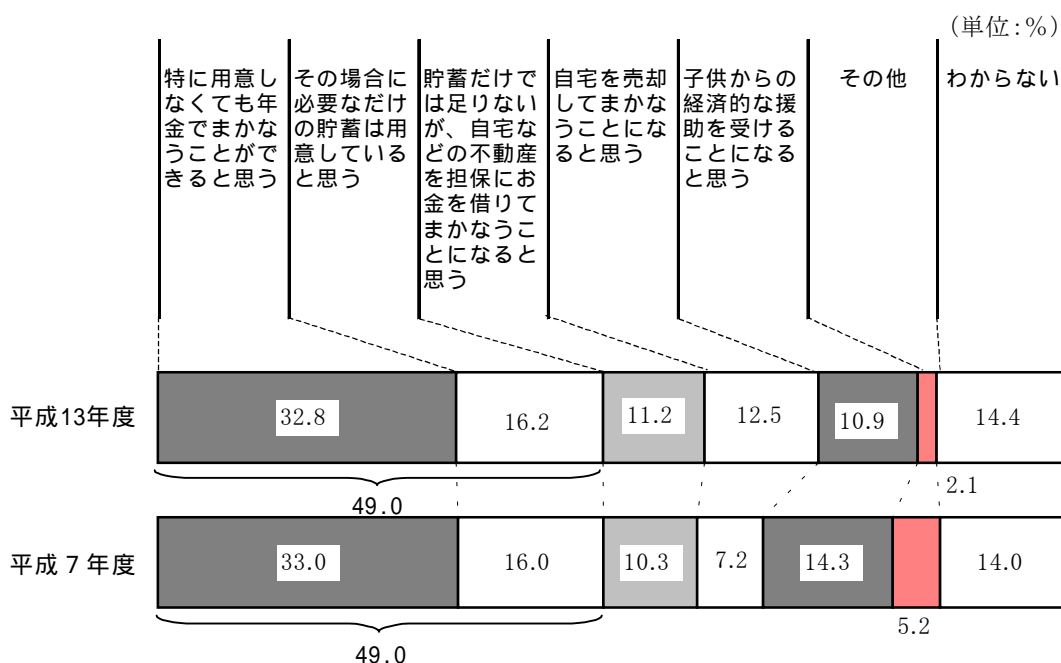 (単位:%)
特に用意し
なくても年
金でまかな
うことがで
きると思う
その場合に
必要なだけ
の貯蓄は用
意している
と思う
貯蓄だけで
は足りない
が、自宅な
どの不動産
を担保にお
金を借りて
まかなうこ
とになると
思う
自宅を売却
してまかな
うことにな
ると思う
子供からの
経済的な援
助を受ける
ことになる
と思う
その他
わからない
平成13年度
32.8
16.2
11.2
12.5
10.9
2.1
14.4
49.0
平成7年度
33.0
16.0
10.3
7.2
14.3
5.2
14.0
49.0